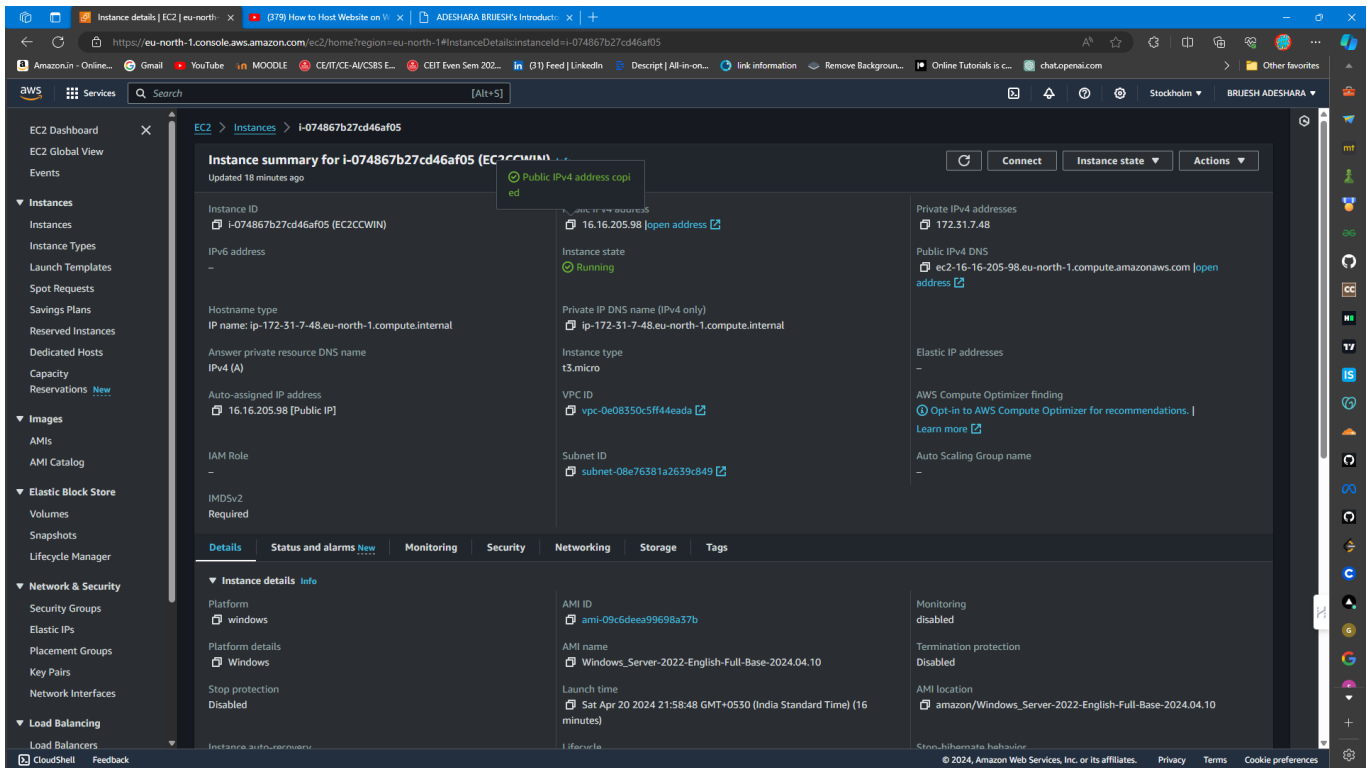 Instance details | EC2 | eu-north-
(379) How to Host Website on W
ADESHARA BRIJESH's Introducto
https://eu-north-1.console.aws.amazon.com/ec2/home?region=eu-north-1#InstanceDetails:instanceId=i-074867b27cd46af05
Amazon.in - Online... Gmail YouTube MOODLE CE/IT/CE-AI/CSBS E... CEIT Even Sem 202... (31) Feed | LinkedIn Descript | All-in-on... link information Remove Backgroun... Online Tutorials is c... chat.openai.com Other favorites
aws Services Search [Alt+S] Stockholm ▼ BRIJESH ADESHARA ▼
EC2 Dashboard
EC2 Global View
Events
▼ Instances
Instances
Instance Types
Launch Templates
Spot Requests
Savings Plans
Reserved Instances
Dedicated Hosts
Capacity
Reservations New
▼ Images
AMIs
AMI Catalog
▼ Elastic Block Store
Volumes
Snapshots
Lifecycle Manager
▼ Network & Security
Security Groups
Elastic IPs
Placement Groups
Key Pairs
Network Interfaces
▼ Load Balancing
Load Balancers
EC2 > Instances > i-074867b27cd46af05
Instance summary for i-074867b27cd46af05 (EC2CCWIN)
Updated 18 minutes ago
Public IPv4 address copi
ed
Connect Instance state ▼ Actions ▼
Instance ID
i-074867b27cd46af05 (EC2CCWIN)
Public IPv4 address
16.16.205.98 |open address
Private IPv4 addresses
172.31.7.48
IPv6 address
–
Instance state
Running
Public IPv4 DNS
ec2-16-16-205-98.eu-north-1.compute.amazonaws.com |open
address
Hostname type
IP name: ip-172-31-7-48.eu-north-1.compute.internal
Private IP DNS name (IPv4 only)
ip-172-31-7-48.eu-north-1.compute.internal
Answer private resource DNS name
IPv4 (A)
Instance type
t3.micro
Elastic IP addresses
–
Auto-assigned IP address
16.16.205.98 [Public IP]
VPC ID
vpc-0e08350c5ff44eada
AWS Compute Optimizer finding
Opt-in to AWS Compute Optimizer for recommendations. |
Learn more
IAM Role
–
Subnet ID
subnet-08e76381a2639c849
Auto Scaling Group name
–
IMDSv2
Required
Details Status and alarms New Monitoring Security Networking Storage Tags
▼ Instance details Info
Platform
windows
AMI ID
ami-09c6deea99698a37b
Monitoring
disabled
Platform details
Windows
AMI name
Windows_Server-2022-English-Full-Base-2024.04.10
Termination protection
Disabled
Stop protection
Disabled
Launch time
Sat Apr 20 2024 21:58:48 GMT+0530 (India Standard Time) (16
minutes)
AMI location
amazon/Windows_Server-2022-English-Full-Base-2024.04.10
Instance auto-recovery
Lifecycle
Stop-hibernate behavior
CloudShell Feedback © 2024, Amazon Web Services, Inc. or its affiliates. Privacy Terms Cookie preferences